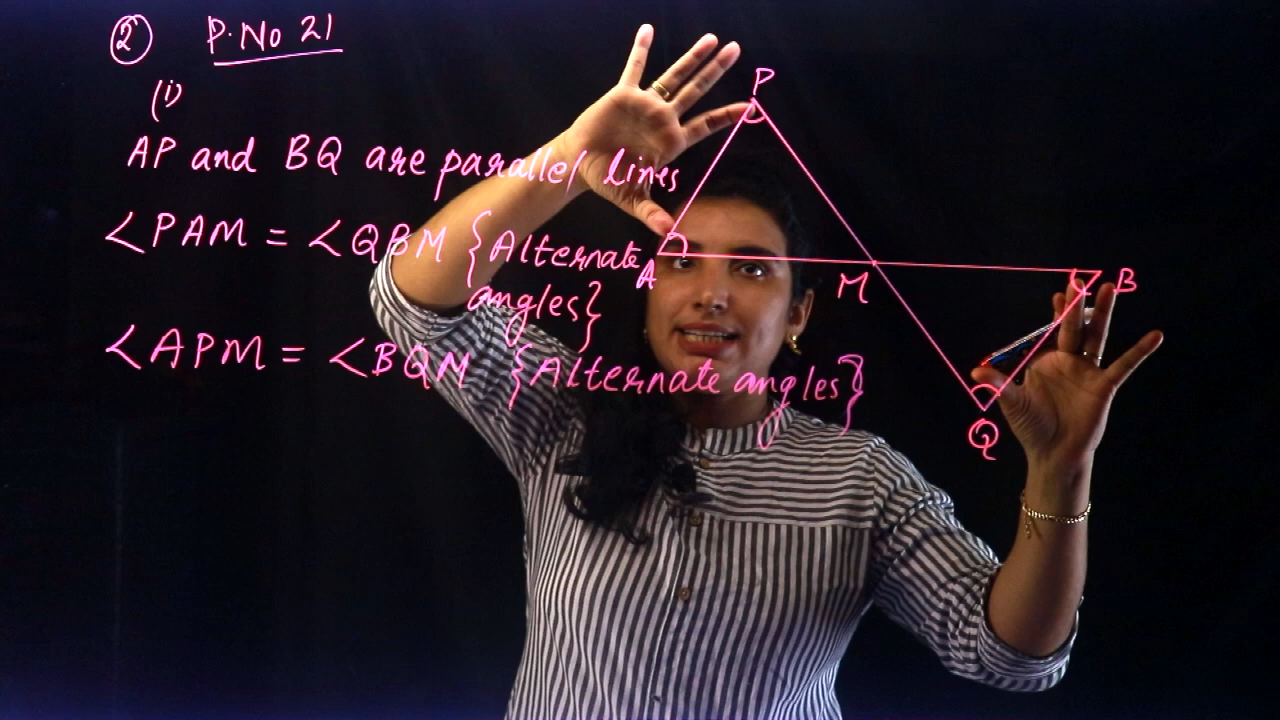 ② P.No 21
(i)
AP and BQ are parallel lines
∠PAM = ∠QBM {Alternate
angles}
∠APM = ∠BQM {Alternate angles}
P
A
M
B
Q